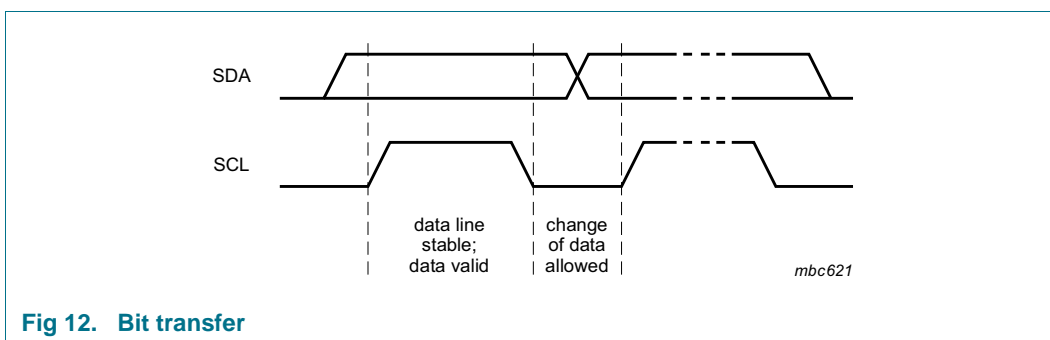 SDA
SCL
data line
stable;
data valid
change
of data
allowed
mbc621
Fig 12. Bit transfer